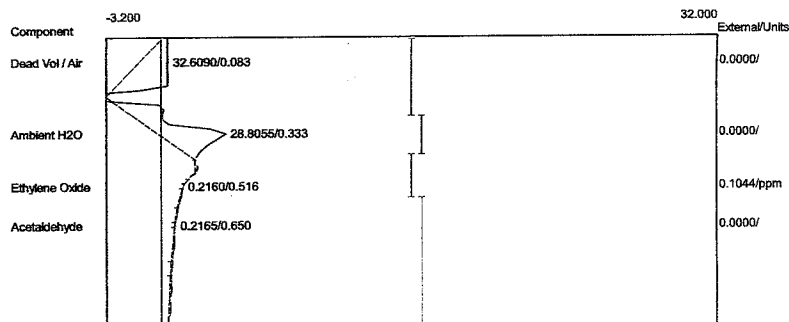 -3.200 32.000
Component External/Units
Dead Vol / Air 32.6090/0.083 0.0000/
Ambient H2O 28.8055/0.333 0.0000/
Ethylene Oxide 0.2160/0.516 0.1044/ppm
Acetaldehyde 0.2165/0.650 0.0000/